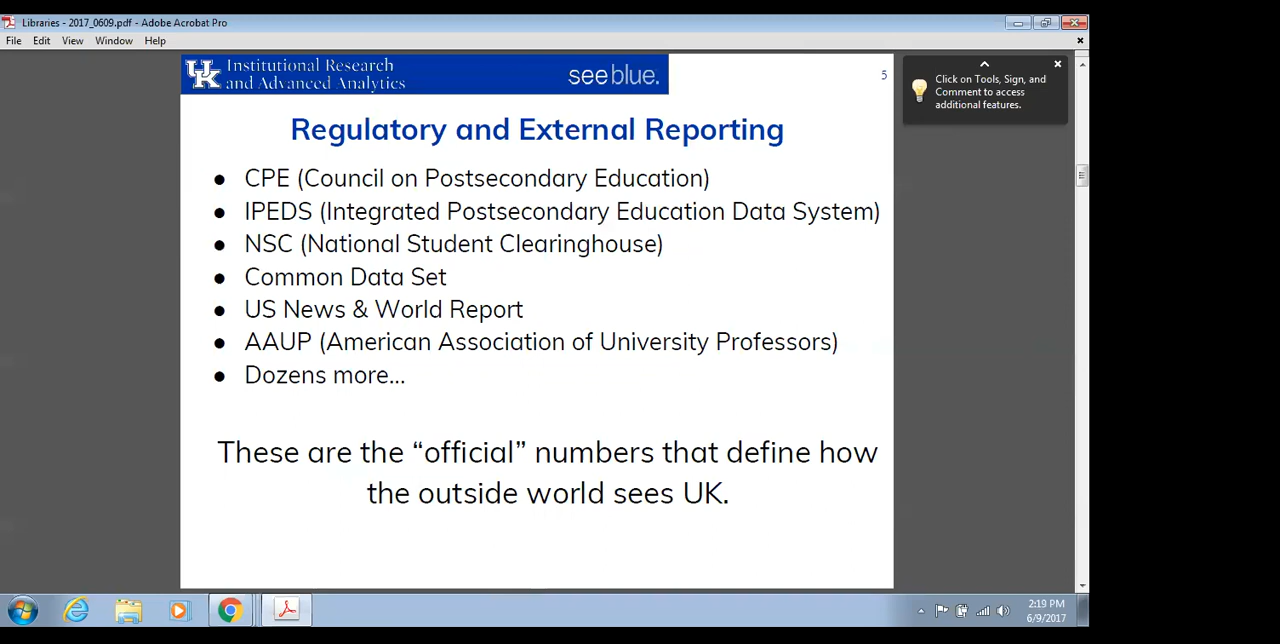 Libraries - 2017_0609.pdf - Adobe Acrobat Pro
File Edit View Window Help
UK Institutional Research
and Advanced Analytics
see blue.
5
Click on Tools, Sign, and
Comment to access
additional features.
Regulatory and External Reporting
● CPE (Council on Postsecondary Education)
● IPEDS (Integrated Postsecondary Education Data System)
● NSC (National Student Clearinghouse)
● Common Data Set
● US News & World Report
● AAUP (American Association of University Professors)
● Dozens more...
These are the “official” numbers that define how
the outside world sees UK.
2:19 PM
6/9/2017